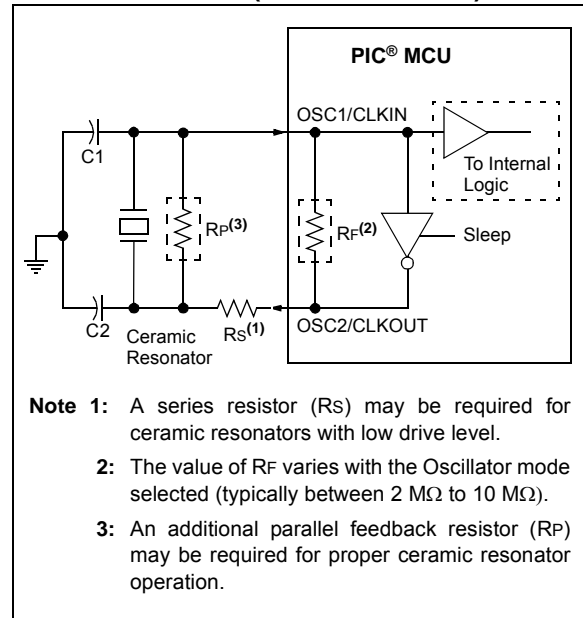 PIC® MCU
OSC1/CLKIN
C1
To Internal
Logic
RP(3)
RF(2)
Sleep
C2
Ceramic
Resonator
RS(1)
OSC2/CLKOUT
Note 1: A series resistor (RS) may be required for
ceramic resonators with low drive level.
2: The value of RF varies with the Oscillator mode
selected (typically between 2 MΩ to 10 MΩ).
3: An additional parallel feedback resistor (RP)
may be required for proper ceramic resonator
operation.